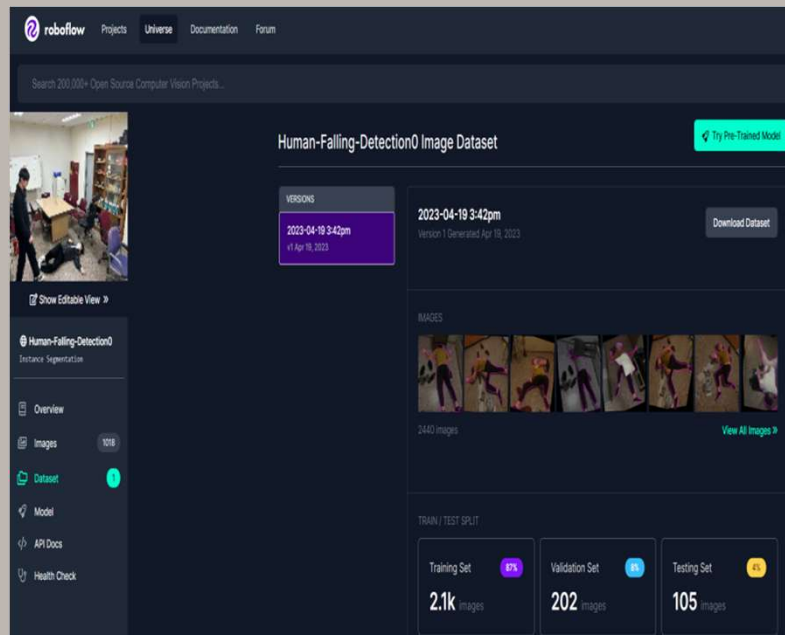 roboflow Projects Universe Documentation Forum
Search 200,000+ Open Source Computer Vision Projects...
Human-Falling-Detection0 Image Dataset
Try Pre-Trained Model
Show Editable View »
Human-Falling-Detection0
Instance Segmentation
Overview
Images 1018
Dataset 1
Model
API Docs
Health Check
VERSIONS
2023-04-19 3:42pm
v1 Apr 19, 2023
2023-04-19 3:42pm
Version 1 Generated Apr 19, 2023
Download Dataset
IMAGES
2440 images
View All Images »
TRAIN / TEST SPLIT
Training Set 87%
2.1k images
Validation Set 8%
202 images
Testing Set 4%
105 images